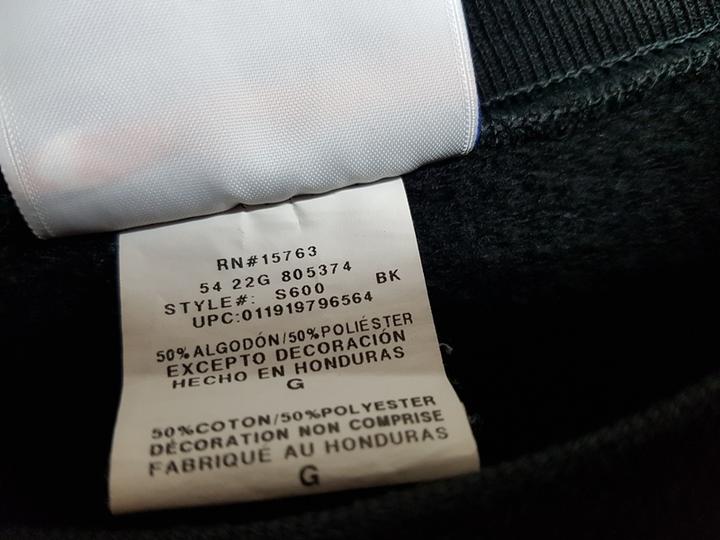 RN#15763
54 22G 805374
STYLE#: S600 BK
UPC:011919796564
50%ALGODÓN/50%POLIÉSTER
EXCEPTO DECORACIÓN
HECHO EN HONDURAS
G
50%COTON/50%POLYESTER
DÉCORATION NON COMPRISE
FABRIQUÉ AU HONDURAS
G